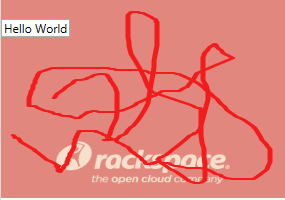 Hello World
rackspace.
the open cloud company